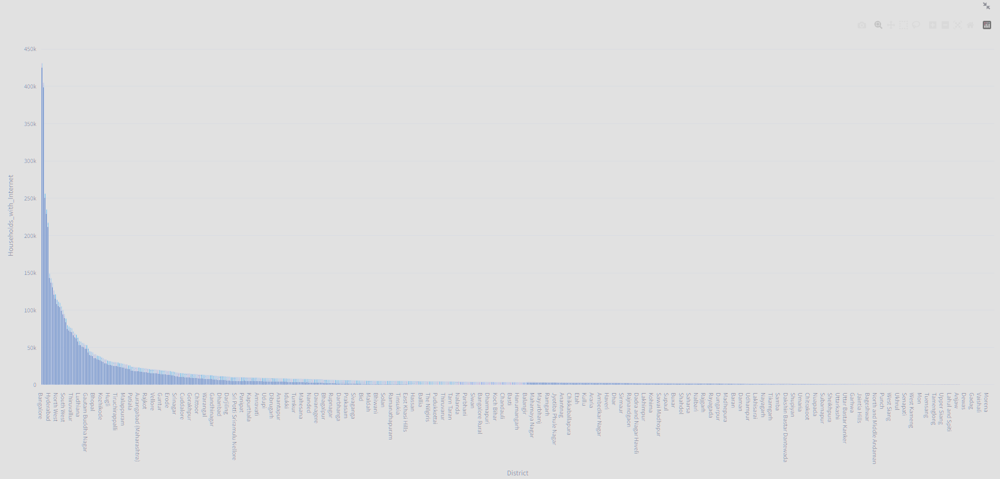 450k
400k
350k
300k
250k
200k
150k
100k
50k
0
Households_with_Internet
Bangalore
Hyderabad
North West
South West
Thiruvallur
Ludhiana
Gautam Buddha Nagar
Bhopal
Kozhikode
Hugli
Tiruchirappalli
Malappuram
Patiala
Aurangabad (Maharashtra)
Rajkot
Vellore
Guntur
Erode
Srinagar
Cuddalore
Gorakhpur
Chittoor
Warangal
Gandhinagar
Dhanbad
Darjiling
Sri Potti Sriramulu Nellore
Panipat
Kapurthala
Amravati
Udupi
Dibrugarh
Anantapur
Idukki
Tumkur
Mahesana
Nanded
Davanagere
Bhagalpur
Rupnagar
Darbhanga
Prakasam
Sivaganga
Bid
Maldah
Bhiwani
Solan
Ramanathapuram
Tinsukia
East Khasi Hills
Hassan
Ballia
The Nilgiris
Pudukkottai
Thiruvarur
Tarn Taran
Nalanda
Parbhani
Siwan
Bangalore Rural
Dharmapuri
Koch Bihar
Chandauli
Basti
Hanumangarh
Balangir
Mahamaya Nagar
Mayurbhanj
Ramgarh
Jyotiba Phule Nagar
Anantnag
Chikkaballapura
Etah
Kullu
Araria
Ambedkar Nagar
Haveri
Dhar
Sirmaur
Rajnandgaon
Dadra and Nagar Haveli
Lakhimpur
Kohima
Sawai Madhopur
Supaul
Buxar
Shahdol
Saharsa
Nalbari
Rajgarh
Rayagada
Dungarpur
Madhepura
Baran
Daman
Udhampur
Lakhisarai
Nayagarh
Tikamgarh
Samba
Dakshin Bastar Dantewada
Shupiyan
Umaria
Chitrakoot
Nuapada
Subarnapur
Sheikhpura
Uttarkashi
Uttar Bastar Kanker
Garhwa
Jaintia Hills
Bageshwar
North and Middle Andaman
Punch
West Siang
Ukhrul
Senapati
West Kameng
Mon
Tuensang
Tamenglong
Upper Siang
Lahul and Spiti
Anjaw
Dewas
Gadag
Vaishali
Morena
District